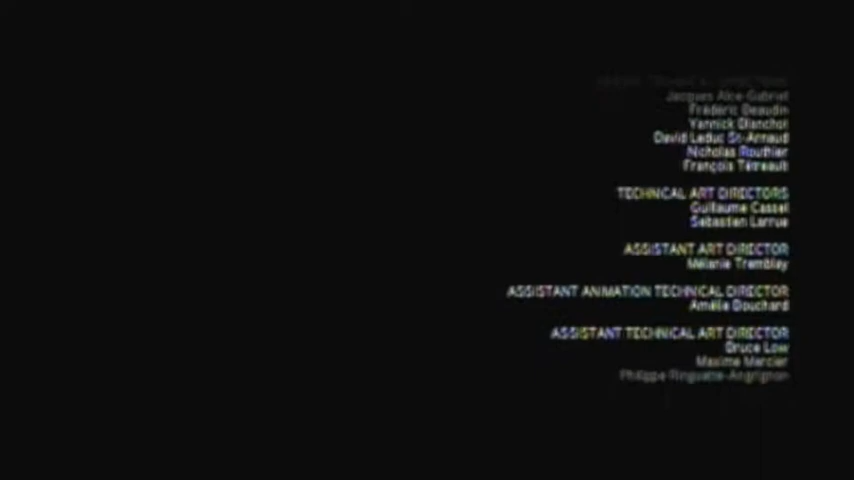 Jacques Alce-Gabriel
Frédéric Beaudin
Yannick
David Leduc St-Arnaud
Nicholas Routhier
François Tétreault
TECHNICAL ART DIRECTORS
Guillaume Cassel
Sebastien Larrue
ASSISTANT ART DIRECTOR
Mélanie Tremblay
ASSISTANT ANIMATION TECHNICAL DIRECTOR
Amélie Bouchard
ASSISTANT TECHNICAL ART DIRECTOR
Bruce Low
Maxime Mercier
Philippe Ringuette-Angrignon